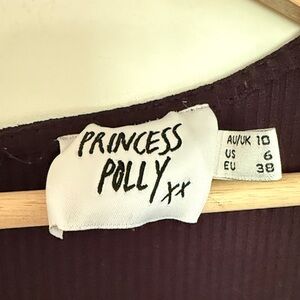 PRINCESS
POLLY
xx
AU/UK 10
US 6
EU 38